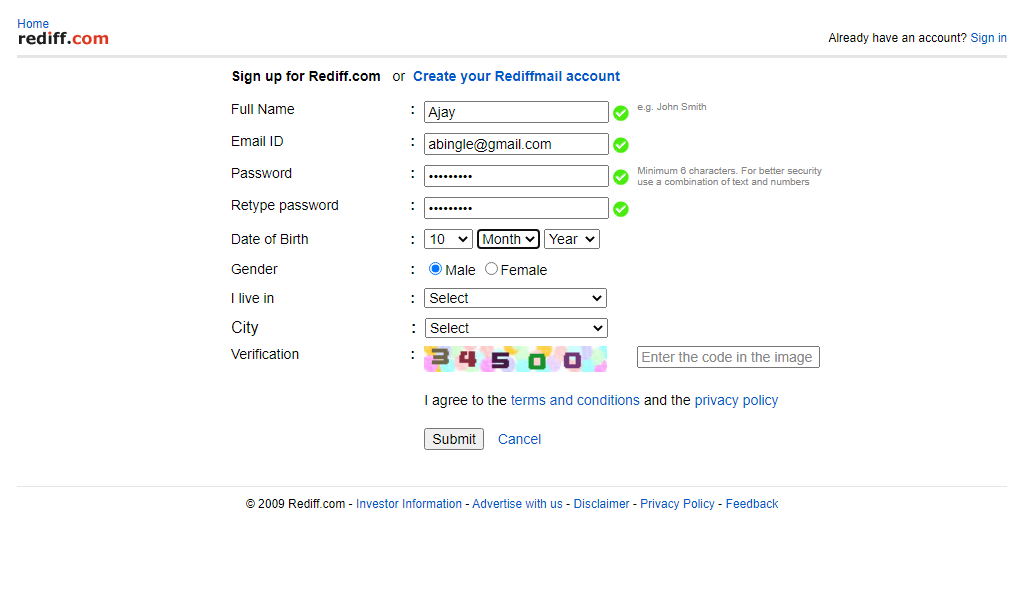 Home
rediff.com
Already have an account? Sign in
Sign up for Rediff.com or Create your Rediffmail account
Full Name : Ajay e.g. John Smith
Email ID : abingle@gmail.com
Password : ••••••••• Minimum 6 characters. For better security
use a combination of text and numbers
Retype password : •••••••••
Date of Birth : 10 Month Year
Gender : Male Female
I live in : Select
City : Select
Verification : 34500 Enter the code in the image
I agree to the terms and conditions and the privacy policy
Submit Cancel
© 2009 Rediff.com - Investor Information - Advertise with us - Disclaimer - Privacy Policy - Feedback